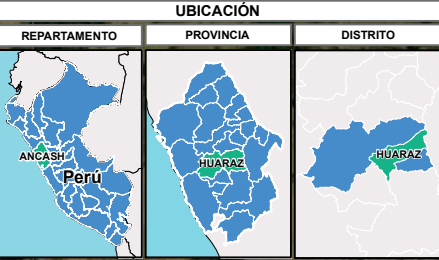 UBICACIÓN
REPARTAMENTO PROVINCIA DISTRITO
ANCASH
Perú
HUARAZ
HUARAZ